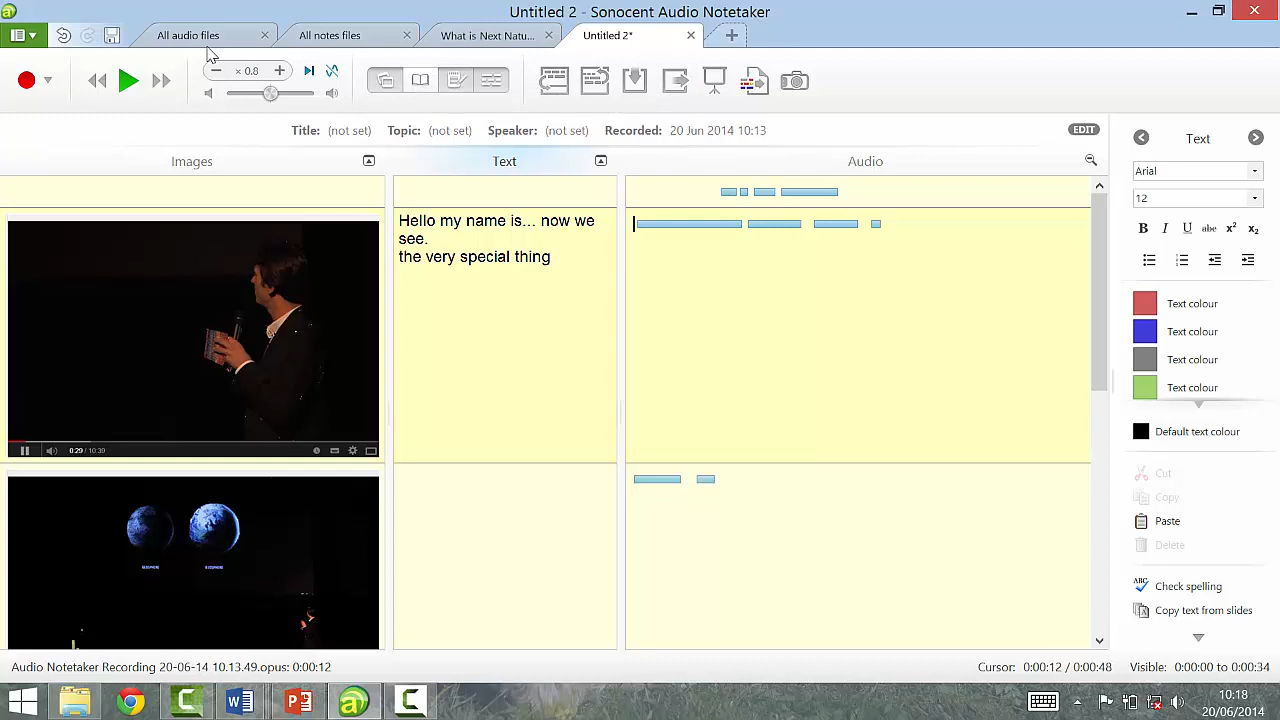 Untitled 2 - Sonocent Audio Notetaker
All audio files
All notes files
What is Next Natu...
Untitled 2*
× 0.8
Title: (not set) Topic: (not set) Speaker: (not set) Recorded: 20 Jun 2014 10:13
EDIT
Images
Text
Audio
Text
Arial
12
B I U abc x² x₂
Hello my name is... now we
see.
the very special thing
Text colour
Text colour
Text colour
Text colour
Default text colour
Cut
Copy
Paste
Delete
ABC
Check spelling
Copy text from slides
0:29 / 10:39
Audio Notetaker Recording 20-06-14 10.13.49.opus: 0:00:12
Cursor: 0:00:12 / 0:00:48
Visible: 0:00:00 to 0:00:34
10:18
20/06/2014